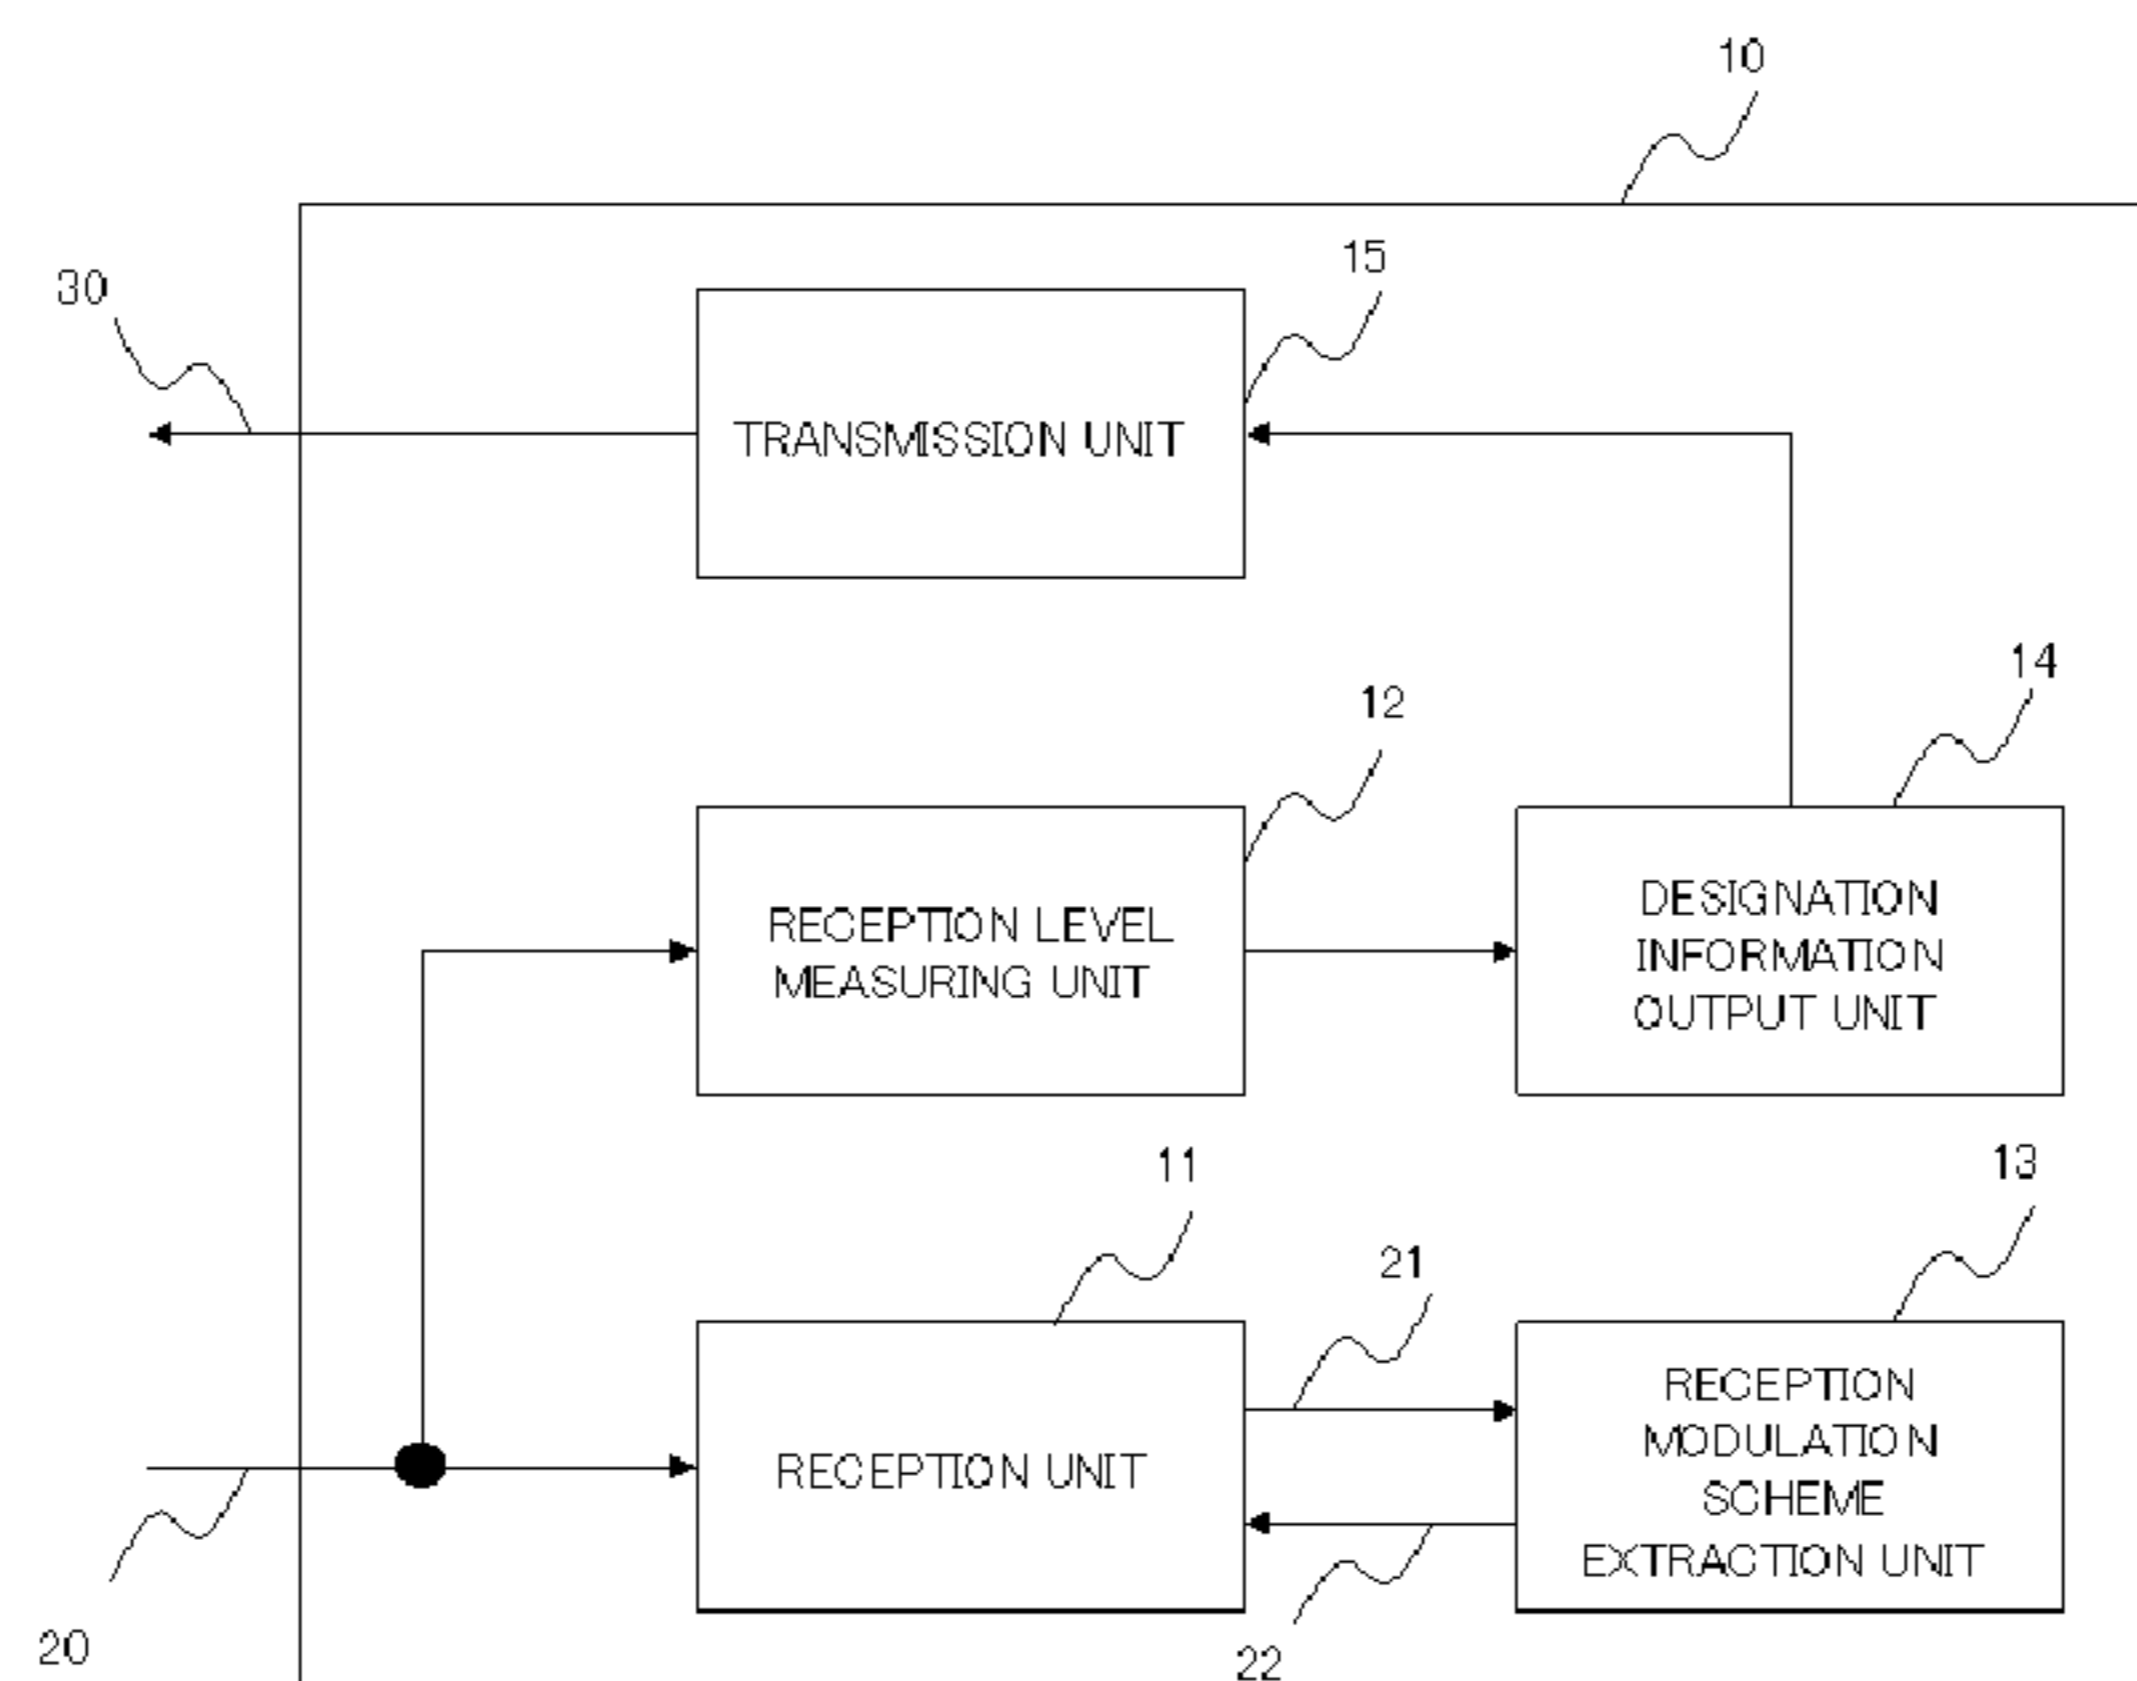 10
15
30
TRANSMISSION UNIT
14
12
RECEPTION LEVEL
MEASURING UNIT
DESIGNATION
INFORMATION
OUTPUT UNIT
11
13
21
RECEPTION UNIT
RECEPTION
MODULATION
SCHEME
EXTRACTION UNIT
20
22